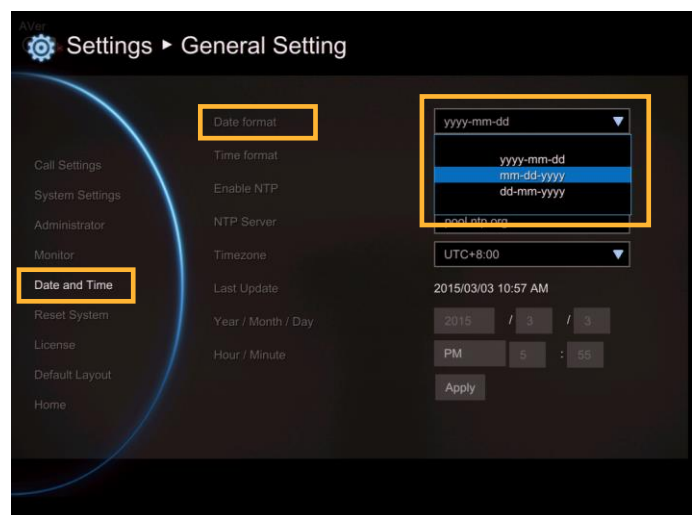 AVer
Settings ▸ General Setting
Date format
yyyy-mm-dd
yyyy-mm-dd
mm-dd-yyyy
dd-mm-yyyy
Time format
Enable NTP
NTP Server
pool.ntp.org
Timezone
UTC+8:00
Last Update
2015/03/03 10:57 AM
Year / Month / Day
2015 / 3 / 3
Hour / Minute
PM 5 : 55
Apply
Call Settings
System Settings
Administrator
Monitor
Date and Time
Reset System
License
Default Layout
Home